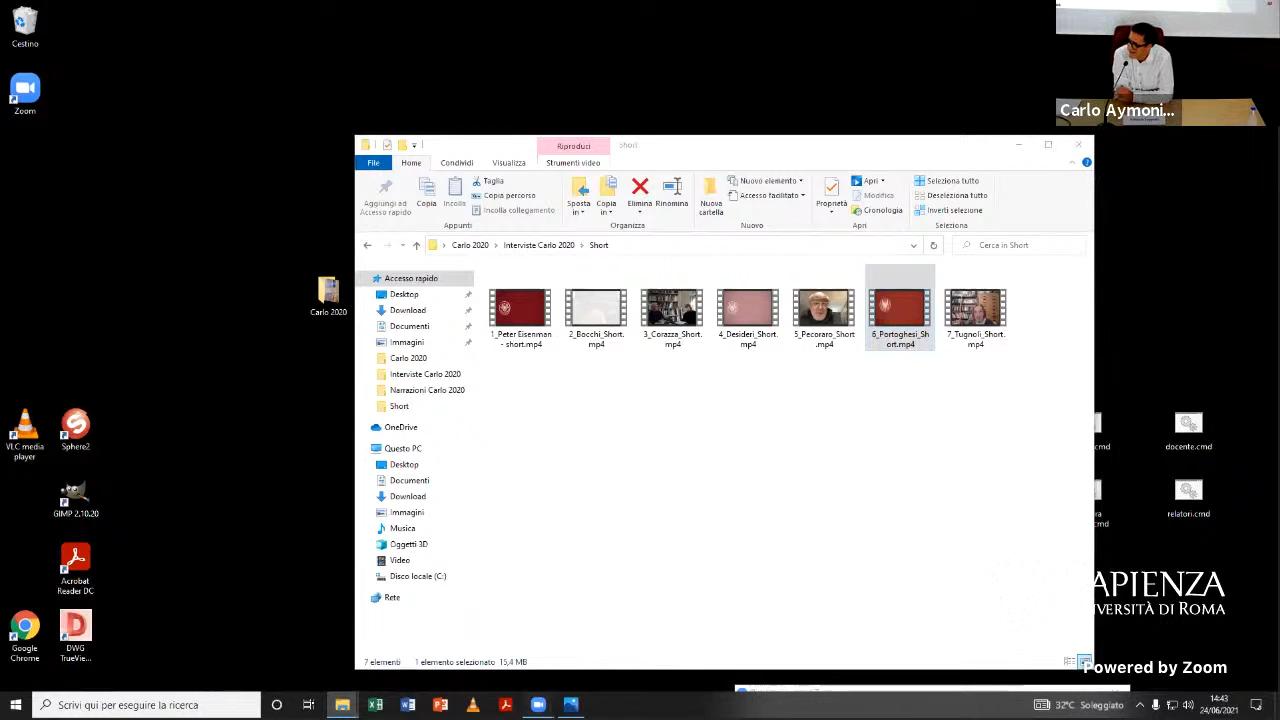 Cestino
Zoom
Carlo Aymoni...
Riproduci
Short
File
Home
Condividi
Visualizza
Strumenti video
Aggiungi ad
Accesso rapido
Copia
Incolla
Taglia
Copia percorso
Incolla collegamento
Appunti
Sposta
in
Copia
in
Elimina
Rinomina
Organizza
Nuova
cartella
Nuovo elemento
Accesso facilitato
Nuovo
Proprietà
Apri
Modifica
Cronologia
Apri
Seleziona tutto
Deseleziona tutto
Inverti selezione
Seleziona
Carlo 2020 > Interviste Carlo 2020 > Short
Cerca in Short
Accesso rapido
Desktop
Download
Documenti
Immagini
Carlo 2020
Interviste Carlo 2020
Narrazioni Carlo 2020
Short
OneDrive
Questo PC
Desktop
Documenti
Download
Immagini
Musica
Oggetti 3D
Video
Disco locale (C:)
Rete
1_Peter Eisenman
- short.mp4
2_Bocchi_Short.
mp4
3_Corazza_Short.
mp4
4_Desideri_Short.
mp4
5_Pecoraro_Short
.mp4
6_Portoghesi_Sh
ort.mp4
7_Tugnoli_Short.
mp4
7 elementi
1 elemento selezionato 15,4 MB
Carlo 2020
VLC media
player
Sphere2
GIMP 2.10.20
Acrobat
Reader DC
Google
Chrome
DWG
TrueVie...
cmd
docente.cmd
ra
cmd
relatori.cmd
APIENZA
IVERSITÀ DI ROMA
Powered by Zoom
Scrivi qui per eseguire la ricerca
32°C Soleggiato
14:43
24/06/2021